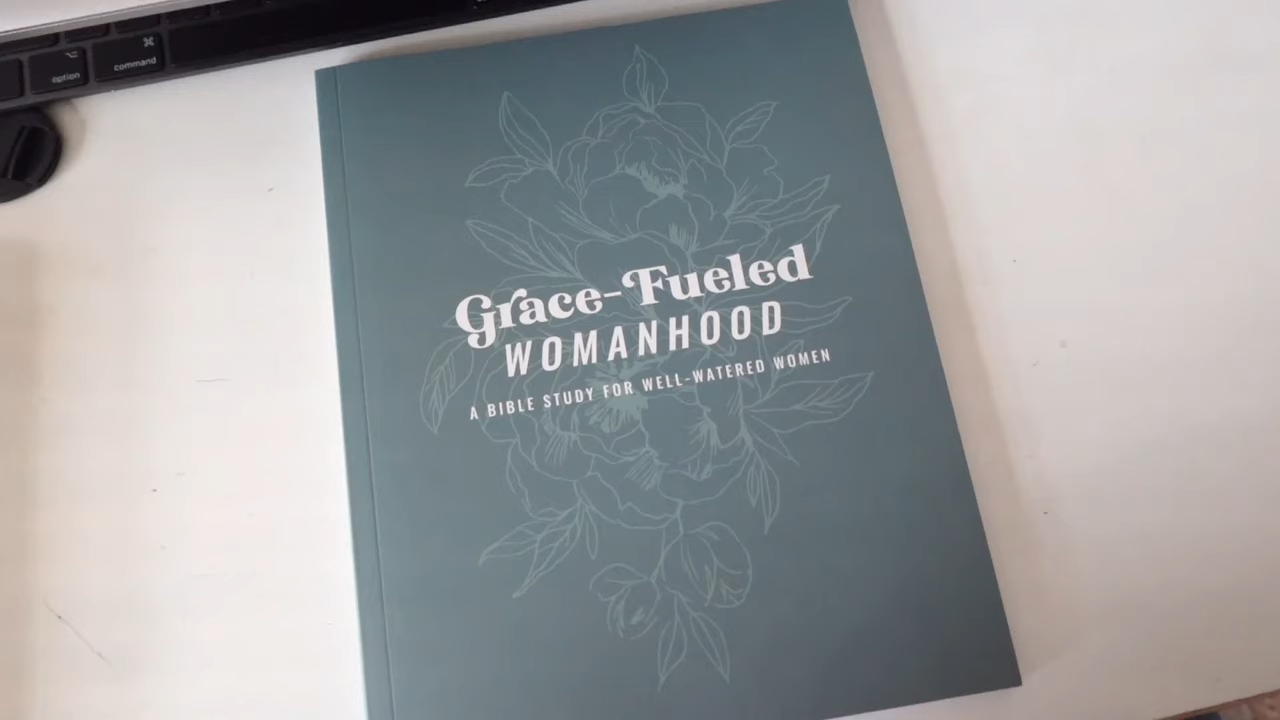 ⌥ ⌘
option command
Grace-Fueled
WOMANHOOD
A BIBLE STUDY FOR WELL-WATERED WOMEN